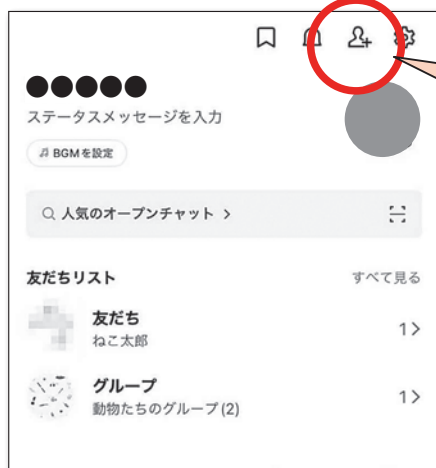 ●●●●●
ステータスメッセージを入力
BGMを設定
人気のオープンチャット >
友だちリスト すべて見る
友だち
ねこ太郎
1 >
グループ
動物たちのグループ(2)
1 >